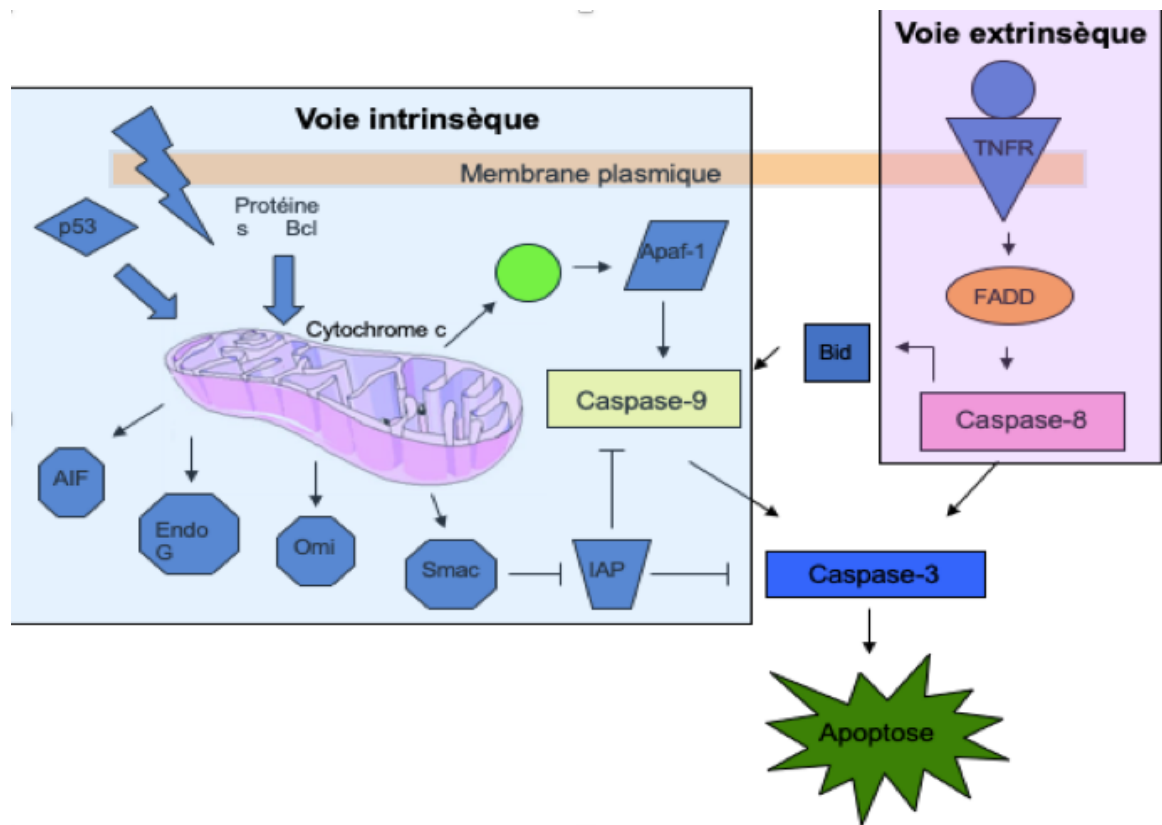 Voie extrinsèque
Voie intrinsèque
TNFR
Membrane plasmique
p53
Protéine
s Bcl
Apaf-1
FADD
Cytochrome c
Bid
Caspase-9
Caspase-8
AIF
Endo
G
Omi
Smac
IAP
Caspase-3
Apoptose